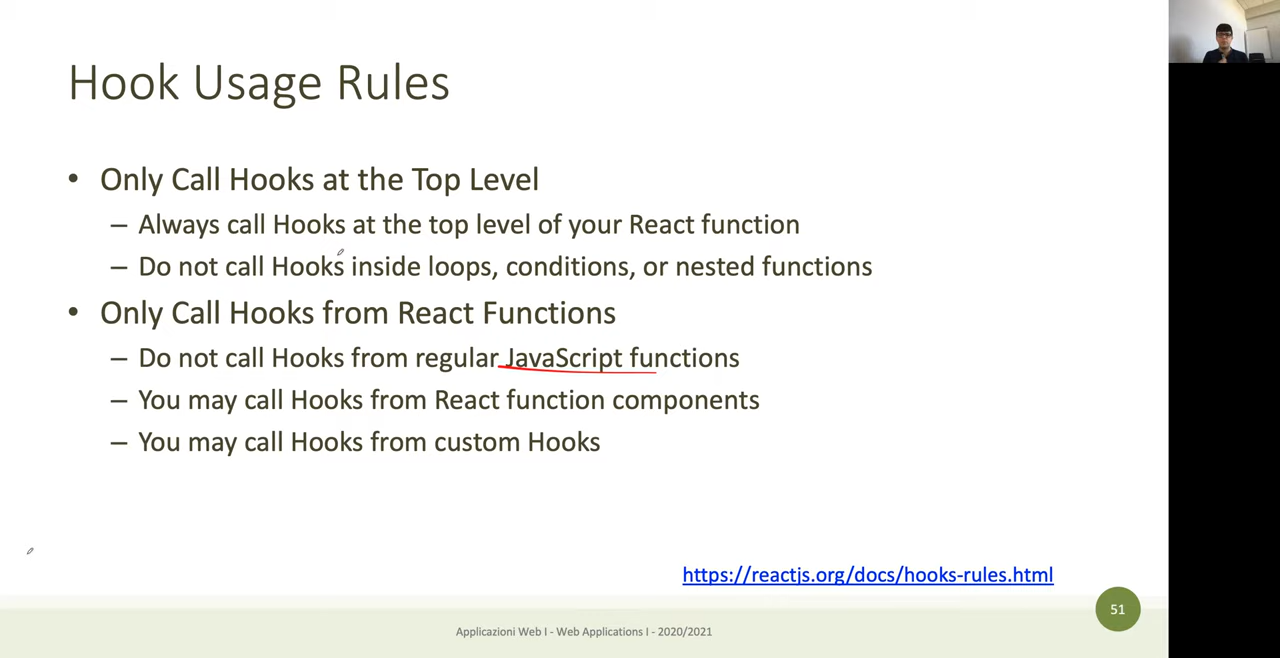 Hook Usage Rules
• Only Call Hooks at the Top Level
– Always call Hooks at the top level of your React function
– Do not call Hooks inside loops, conditions, or nested functions
• Only Call Hooks from React Functions
– Do not call Hooks from regular JavaScript functions
– You may call Hooks from React function components
– You may call Hooks from custom Hooks
https://reactjs.org/docs/hooks-rules.html
51
Applicazioni Web I - Web Applications I - 2020/2021